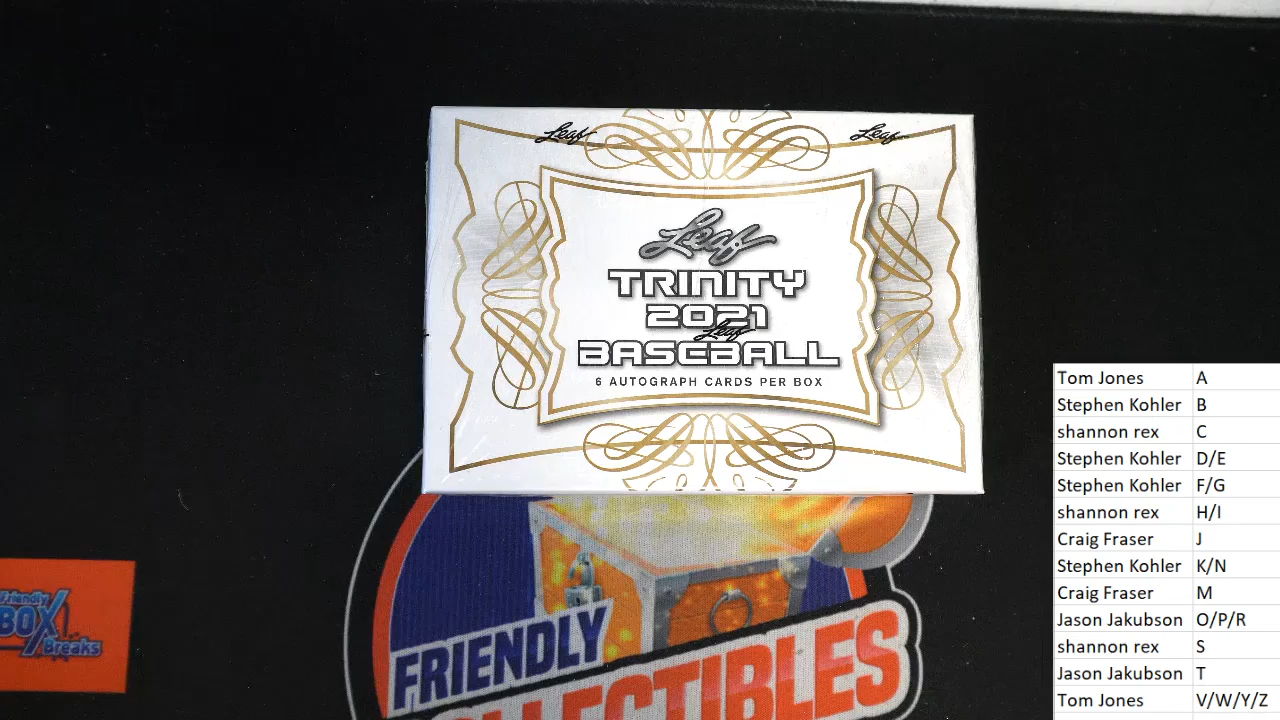 Leaf Leaf
Leaf
TRINITY
2021
Leaf
BASEBALL
6 AUTOGRAPH CARDS PER BOX
Tom Jones A
Stephen Kohler B
shannon rex C
Stephen Kohler D/E
Stephen Kohler F/G
shannon rex H/I
Craig Fraser J
Stephen Kohler K/N
Craig Fraser M
Jason Jakubson O/P/R
shannon rex S
Jason Jakubson T
Tom Jones V/W/Y/Z
Friendly
BOX
Breaks
FRIENDLY
COLLECTIBLES